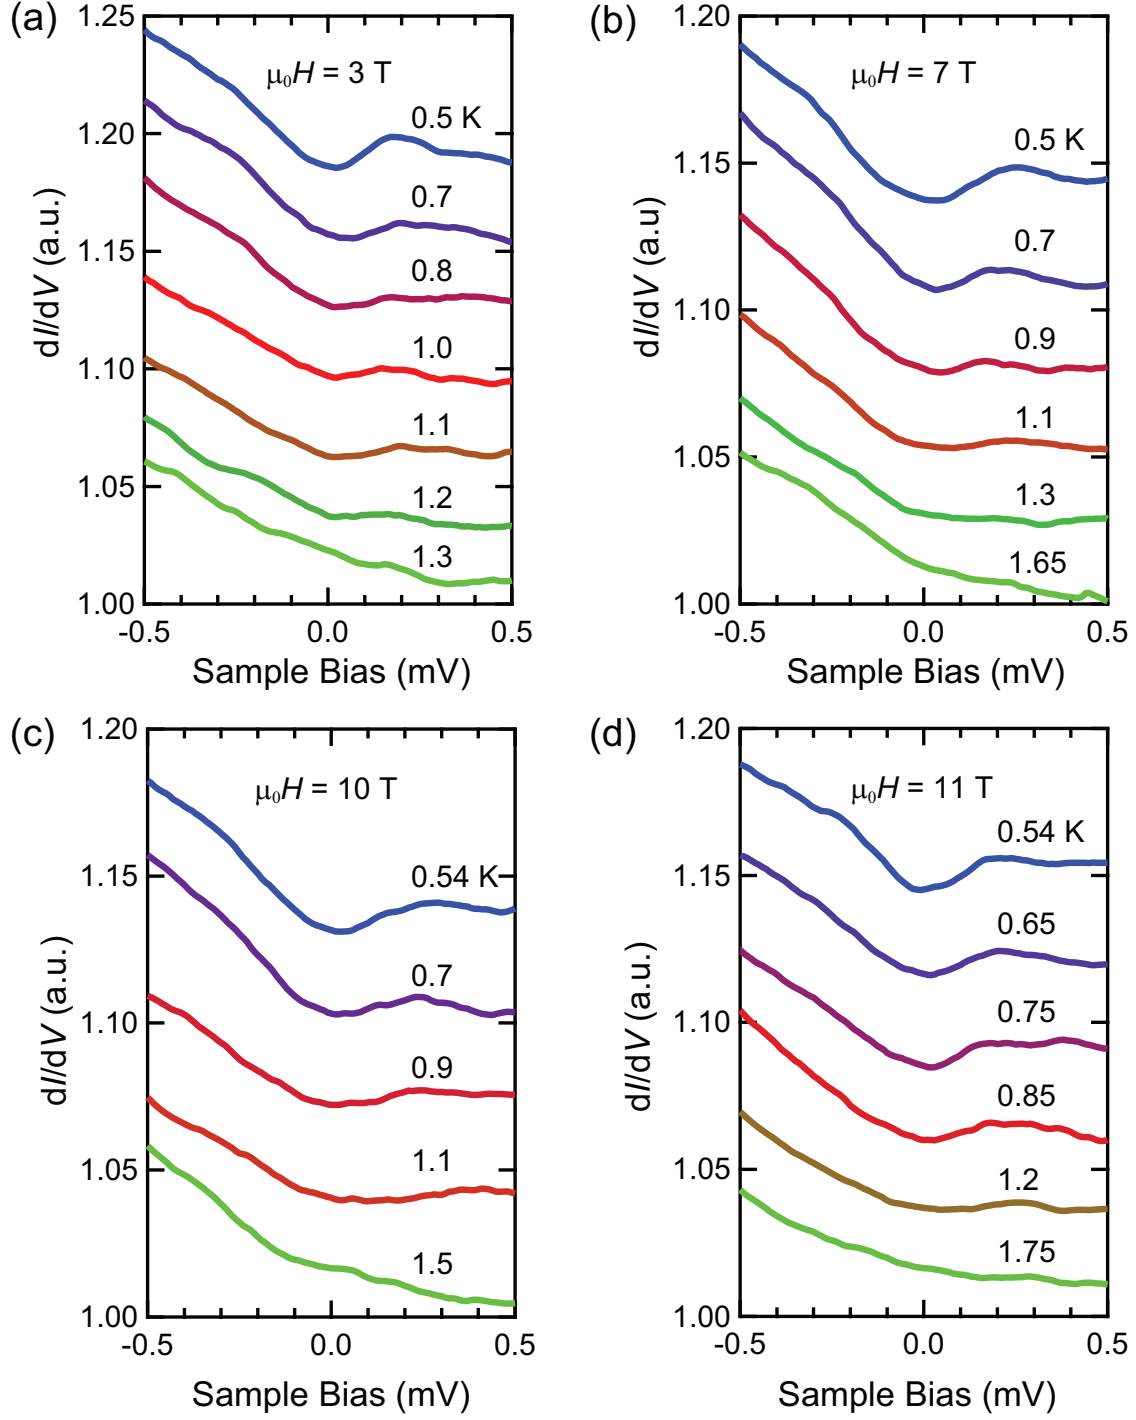 (a)
μ₀H = 3 T
0.5 K
0.7
0.8
1.0
1.1
1.2
1.3
1.25
1.20
1.15
1.10
1.05
1.00
dI/dV (a.u.)
-0.5
0.0
0.5
Sample Bias (mV)
(b)
μ₀H = 7 T
0.5 K
0.7
0.9
1.1
1.3
1.65
1.20
1.15
1.10
1.05
1.00
dI/dV (a.u)
-0.5
0.0
0.5
Sample Bias (mV)
(c)
μ₀H = 10 T
0.54 K
0.7
0.9
1.1
1.5
1.20
1.15
1.10
1.05
1.00
dI/dV (a.u.)
-0.5
0.0
0.5
Sample Bias (mV)
(d)
μ₀H = 11 T
0.54 K
0.65
0.75
0.85
1.2
1.75
1.20
1.15
1.10
1.05
1.00
dI/dV (a.u.)
-0.5
0.0
0.5
Sample Bias (mV)